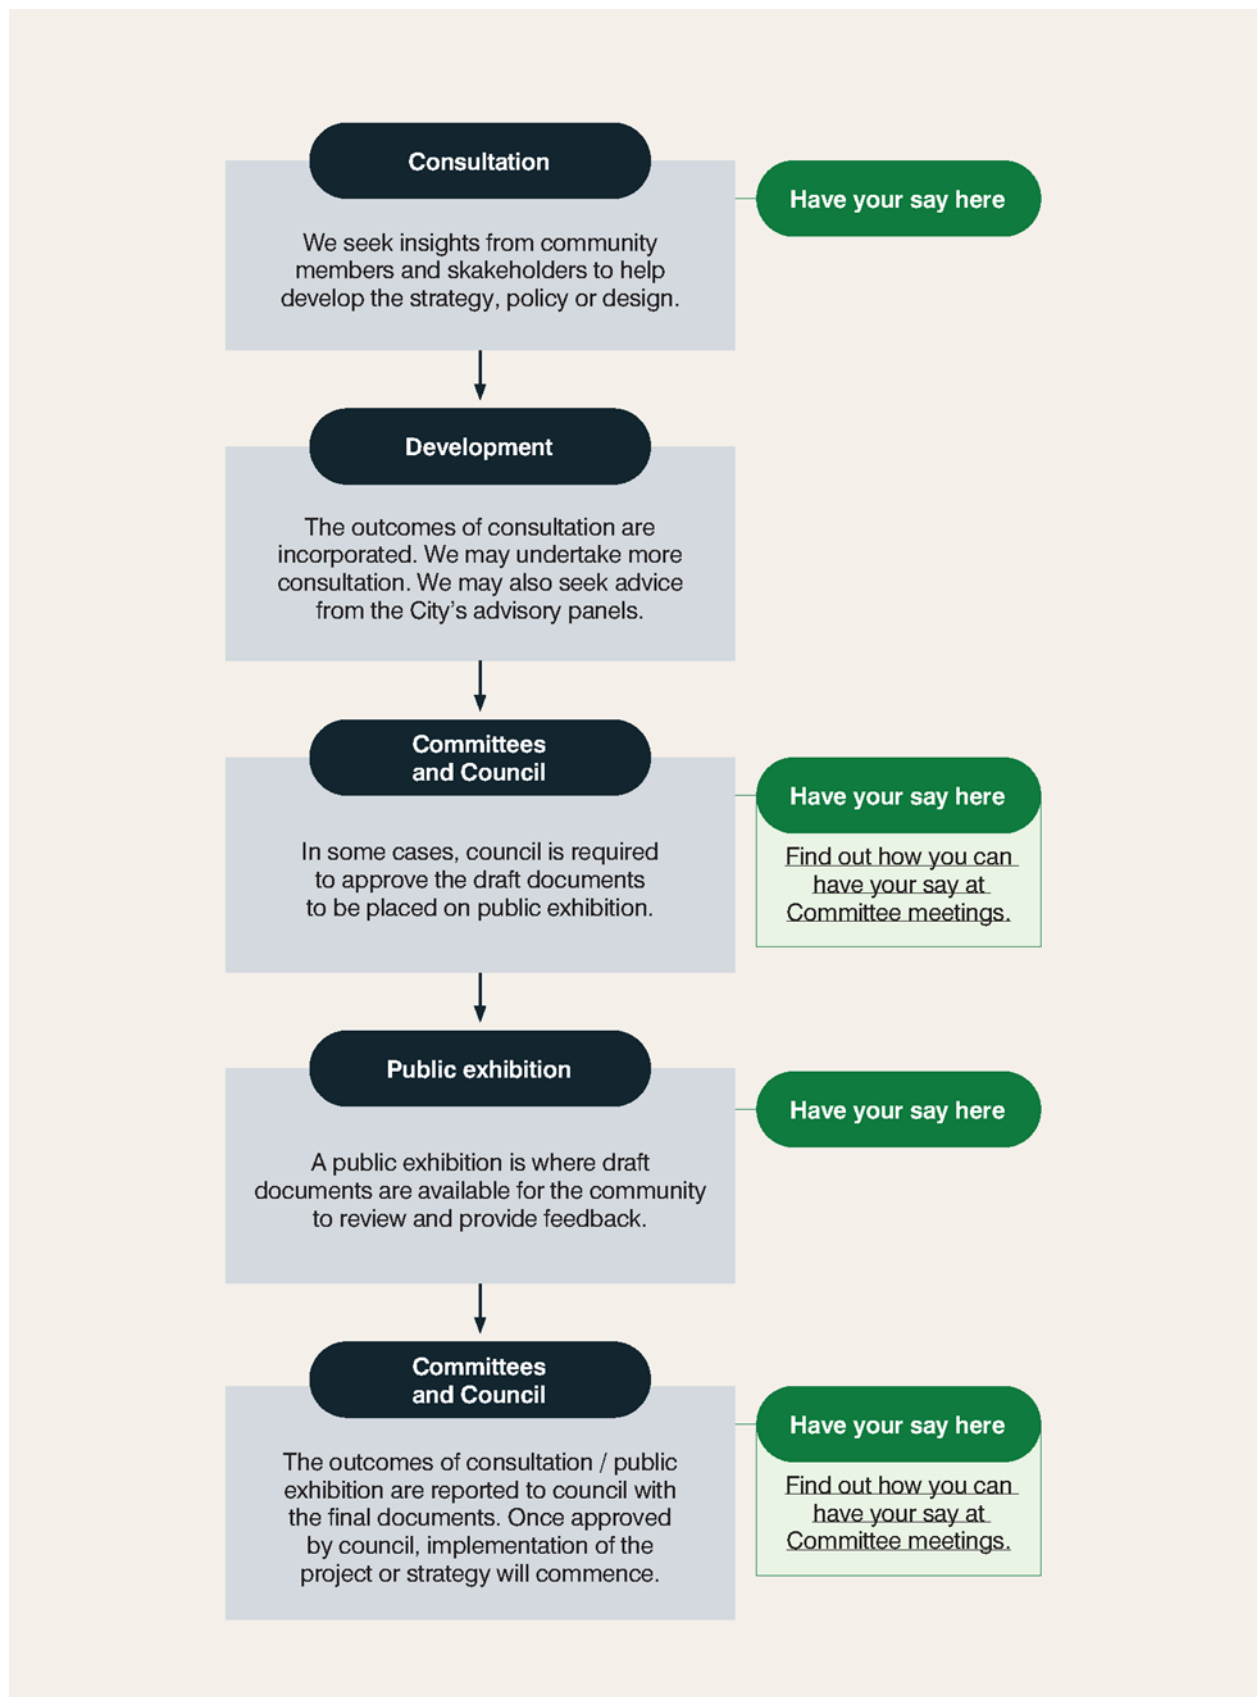 Consultation
Have your say here
We seek insights from community
members and skakeholders to help
develop the strategy, policy or design.
Development
The outcomes of consultation are
incorporated. We may undertake more
consultation. We may also seek advice
from the City’s advisory panels.
Committees
and Council
Have your say here
In some cases, council is required
to approve the draft documents
to be placed on public exhibition.
Find out how you can
have your say at
Committee meetings.
Public exhibition
Have your say here
A public exhibition is where draft
documents are available for the community
to review and provide feedback.
Committees
and Council
Have your say here
The outcomes of consultation / public
exhibition are reported to council with
the final documents. Once approved
by council, implementation of the
project or strategy will commence.
Find out how you can
have your say at
Committee meetings.